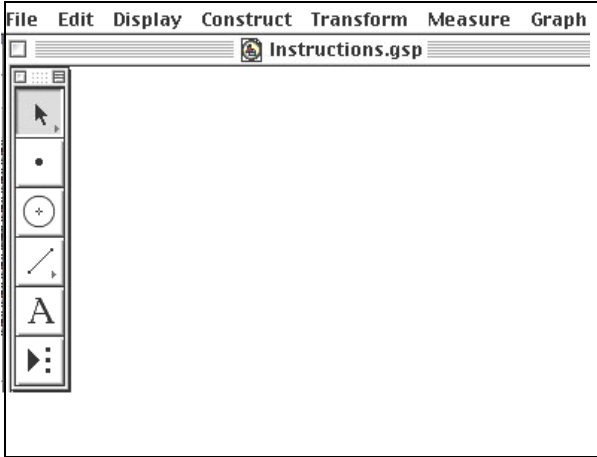 File Edit Display Construct Transform Measure Graph
Instructions.gsp
A